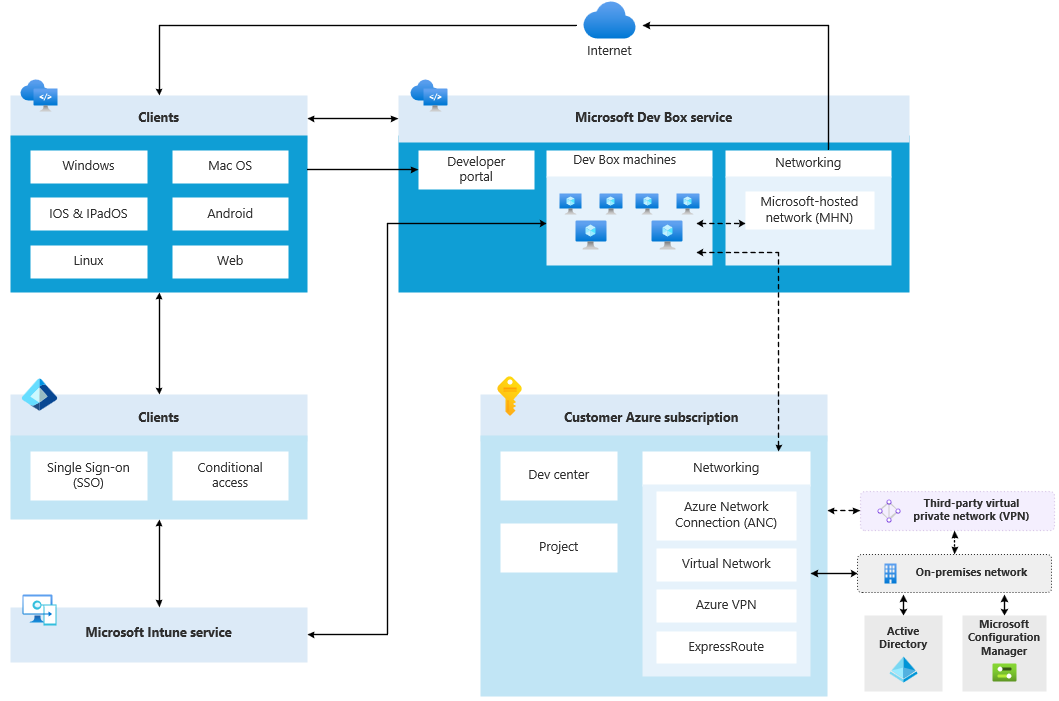 Internet
Clients
Windows
Mac OS
IOS & IPadOS
Android
Linux
Web
Microsoft Dev Box service
Developer
portal
Dev Box machines
Networking
Microsoft-hosted
network (MHN)
Clients
Single Sign-on
(SSO)
Conditional
access
Microsoft Intune service
Customer Azure subscription
Dev center
Project
Networking
Azure Network
Connection (ANC)
Virtual Network
Azure VPN
ExpressRoute
Third-party virtual
private network (VPN)
On-premises network
Active
Directory
Microsoft
Configuration
Manager